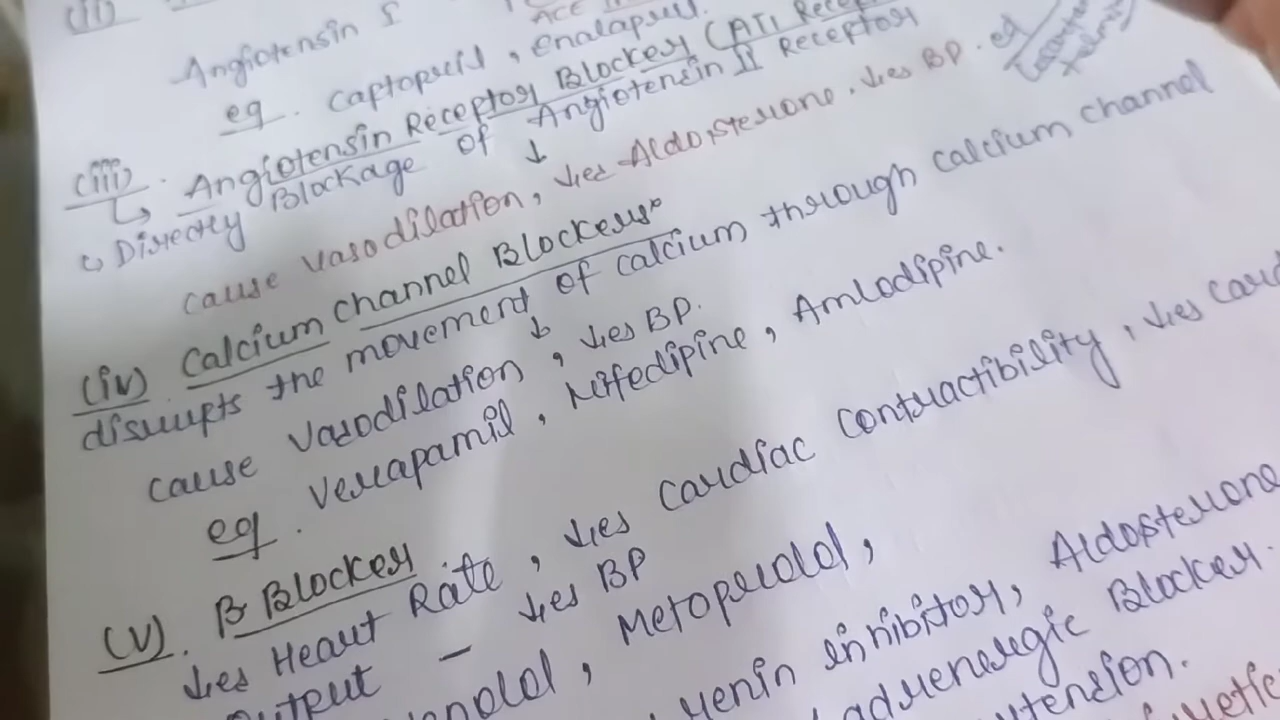 (ii)
ACE
Angiotensin I
eg. Captopril, enalapril.
(iii). Angiotensin Receptor Blocker (AT1 Rece
↳ Directly Blockage of Angiotensin II Receptor
↓
cause vasodilation, ↓es Aldosterone. ↓es BP. eg
(iv) Calcium channel Blockers
disrupts the movement of calcium through calcium channel
↓
cause vasodilation, ↓es BP.
eg. Verapamil, Nifedipine, Amlodipine.
(V). β Blocker
↓es Heart Rate, ↓es cardiac contractibility, ↓es Card
output – ↓es BP
nolol, Metoprolol,
renin inhibitor, Aldosterone
adrenergic Blocker.
tension.